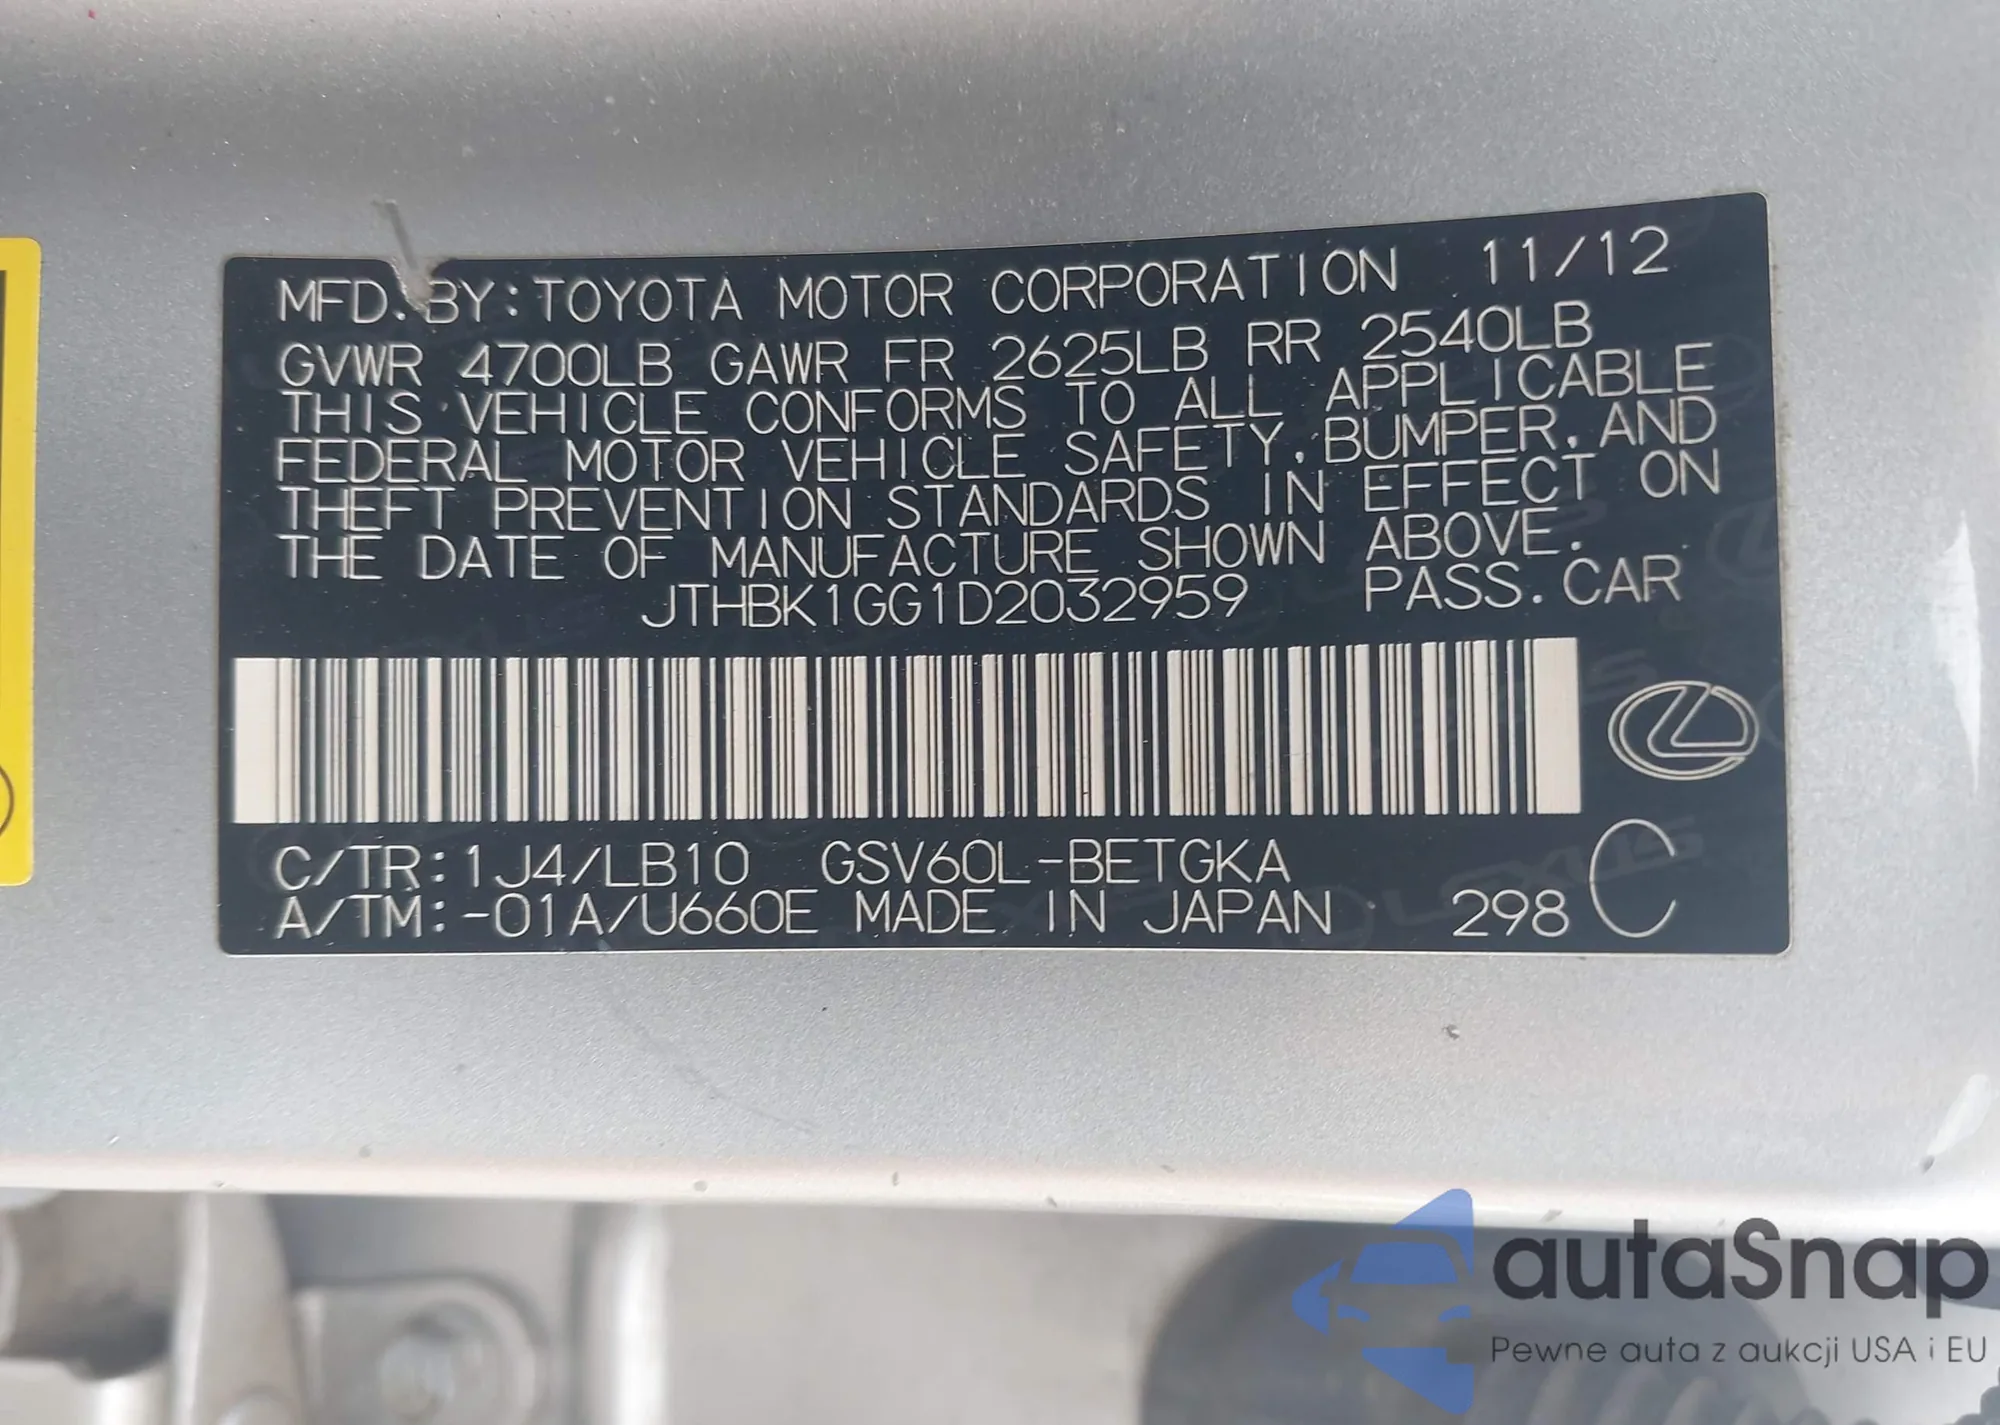 MFD. BY: TOYOTA MOTOR CORPORATION 11/12
GVWR 4700LB GAWR FR 2625LB RR 2540LB
THIS VEHICLE CONFORMS TO ALL APPLICABLE
FEDERAL MOTOR VEHICLE SAFETY, BUMPER, AND
THEFT PREVENTION STANDARDS IN EFFECT ON
THE DATE OF MANUFACTURE SHOWN ABOVE.
JTHBK1GG1D2032959 PASS. CAR
C/TR:1J4/LB10 GSV60L-BETGKA
A/TM:-01A/U660E MADE IN JAPAN 298 C
autaSnap
Pewne auta z aukcji USA i EU